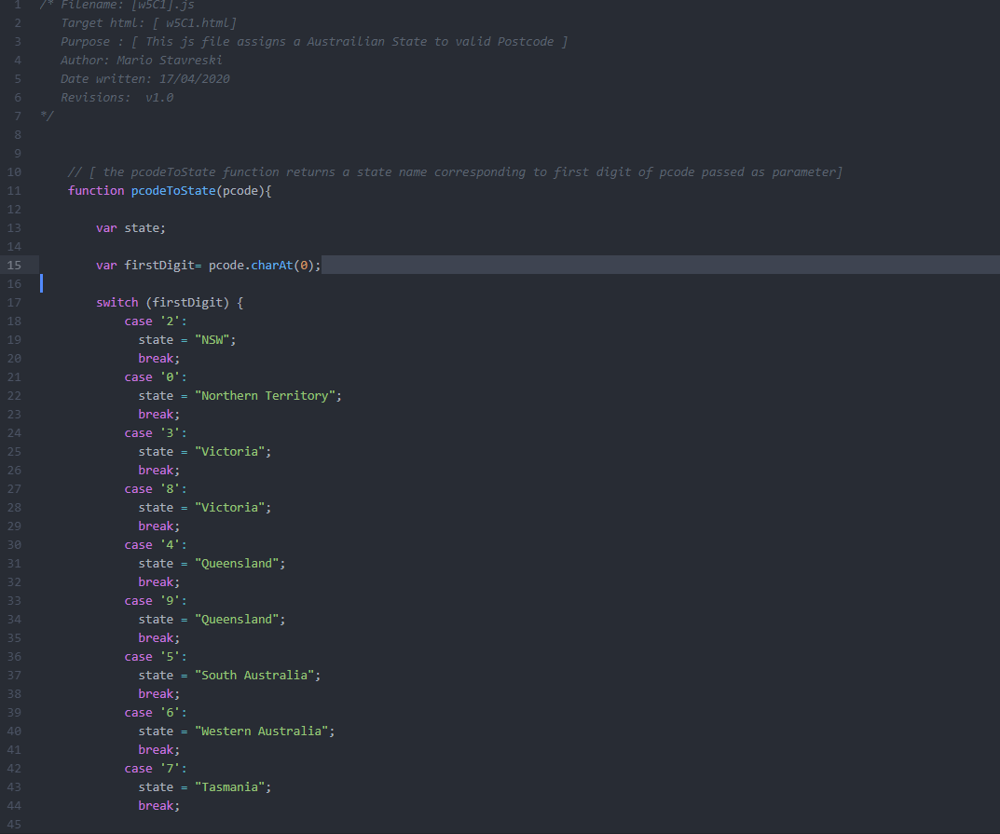 1 /* Filename: [w5C1].js
2 Target html: [ w5C1.html]
3 Purpose : [ This js file assigns a Austrailian State to valid Postcode ]
4 Author: Mario Stavreski
5 Date written: 17/04/2020
6 Revisions:  v1.0
7 */
8
9
10 // [ the pcodeToState function returns a state name corresponding to first digit of pcode passed as parameter]
11 function pcodeToState(pcode){
12
13 var state;
14
15 var firstDigit= pcode.charAt(0);
16
17 switch (firstDigit) {
18 case '2':
19 state = "NSW";
20 break;
21 case '0':
22 state = "Northern Territory";
23 break;
24 case '3':
25 state = "Victoria";
26 break;
27 case '8':
28 state = "Victoria";
29 break;
30 case '4':
31 state = "Queensland";
32 break;
33 case '9':
34 state = "Queensland";
35 break;
36 case '5':
37 state = "South Australia";
38 break;
39 case '6':
40 state = "Western Australia";
41 break;
42 case '7':
43 state = "Tasmania";
44 break;
45